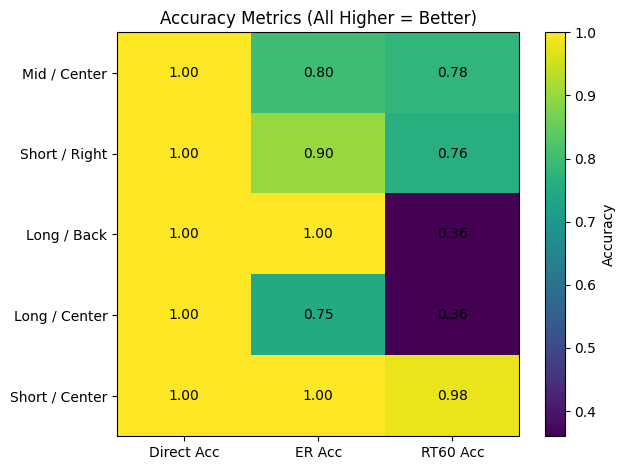 Accuracy Metrics (All Higher = Better)
Mid / Center 1.00 0.80 0.78
Short / Right 1.00 0.90 0.76
Long / Back 1.00 1.00 0.36
Long / Center 1.00 0.75 0.36
Short / Center 1.00 1.00 0.98
Direct Acc ER Acc RT60 Acc
1.0
0.9
0.8
0.7
0.6
0.5
0.4
Accuracy